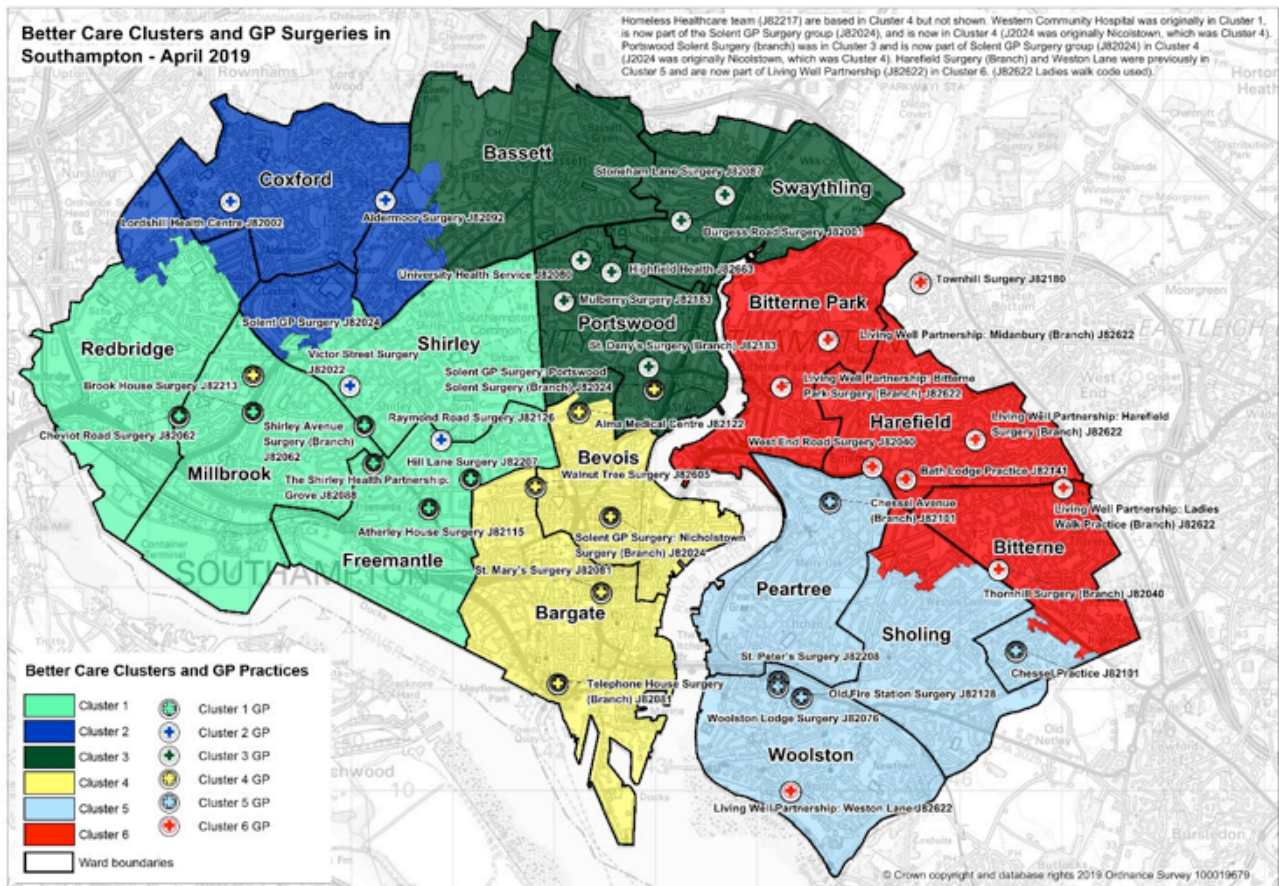 Better Care Clusters and GP Surgeries in
Southampton - April 2019
Homeless Healthcare team (J82217) are based in Cluster 4 but not shown. Western Community Hospital was originally in Cluster 1,
is now part of the Solent GP Surgery group (J82024), and is now in Cluster 4 (J2024 was originally Nicolstown, which was Cluster 4).
Portswood Solent Surgery (branch) was in Cluster 3 and is now part of Solent GP Surgery group (J82024) in Cluster 4
(J2024 was originally Nicolstown, which was Cluster 4). Harefield Surgery (Branch) and Weston Lane were previously in
Cluster 5 and are now part of Living Well Partnership (J82622) in Cluster 6. (J82622 Ladies walk code used).
Rownhams
Nursling
Horton
Heath
Bassett
Coxford
Stoneham Lane Surgery J82087
Swaythling
Lordshill Health Centre J82002
Aldermoor Surgery J82092
Burgess Road Surgery J82001
University Health Service J82080
Highfield Health J82663
Townhill Surgery J82180
Moorgreen
Mulberry Surgery J82183
Bitterne Park
Solent GP Surgery J82024
Portswood
EASTLEIGH
Redbridge
Shirley
St. Deny's Surgery (Branch) J82183
Living Well Partnership: Midanbury (Branch) J82622
Victor Street Surgery
J82022
Brook House Surgery J82213
Solent GP Surgery: Portswood
Solent Surgery (Branch) J82024
Living Well Partnership: Bitterne
Park Surgery (Branch) J82622
Raymond Road Surgery J82126
Alma Medical Centre J82122
Harefield
Living Well Partnership: Harefield
Surgery (Branch) J82622
Cheviot Road Surgery J82062
Shirley Avenue
Surgery (Branch)
J82062
West End Road Surgery J82040
Hill Lane Surgery J82207
Bevois
Walnut Tree Surgery J82605
Bath Lodge Practice J82141
Millbrook
The Shirley Health Partnership:
Grove J82088
Chessel Avenue
(Branch) J82101
Living Well Partnership: Ladies
Walk Practice (Branch) J82622
Atherley House Surgery J82115
Solent GP Surgery: Nicholstown
Surgery (Branch) J82024
Bitterne
Container
Terminal
SOUTHAMPTON
Freemantle
St. Mary's Surgery J82081
Peartree
Thornhill Surgery (Branch) J82040
Bargate
Sholing
St. Peter's Surgery J82208
Chessel Practice J82101
Telephone House Surgery
(Branch) J82081
Old Fire Station Surgery J82128
Woolston Lodge Surgery J82076
Woolston
Old
Netley
Living Well Partnership: Weston Lane J82622
Bursledon
Better Care Clusters and GP Practices
Cluster 1
Cluster 2
Cluster 3
Cluster 4
Cluster 5
Cluster 6
Ward boundaries
Cluster 1 GP
Cluster 2 GP
Cluster 3 GP
Cluster 4 GP
Cluster 5 GP
Cluster 6 GP
© Crown copyright and database rights 2019 Ordnance Survey 100019679